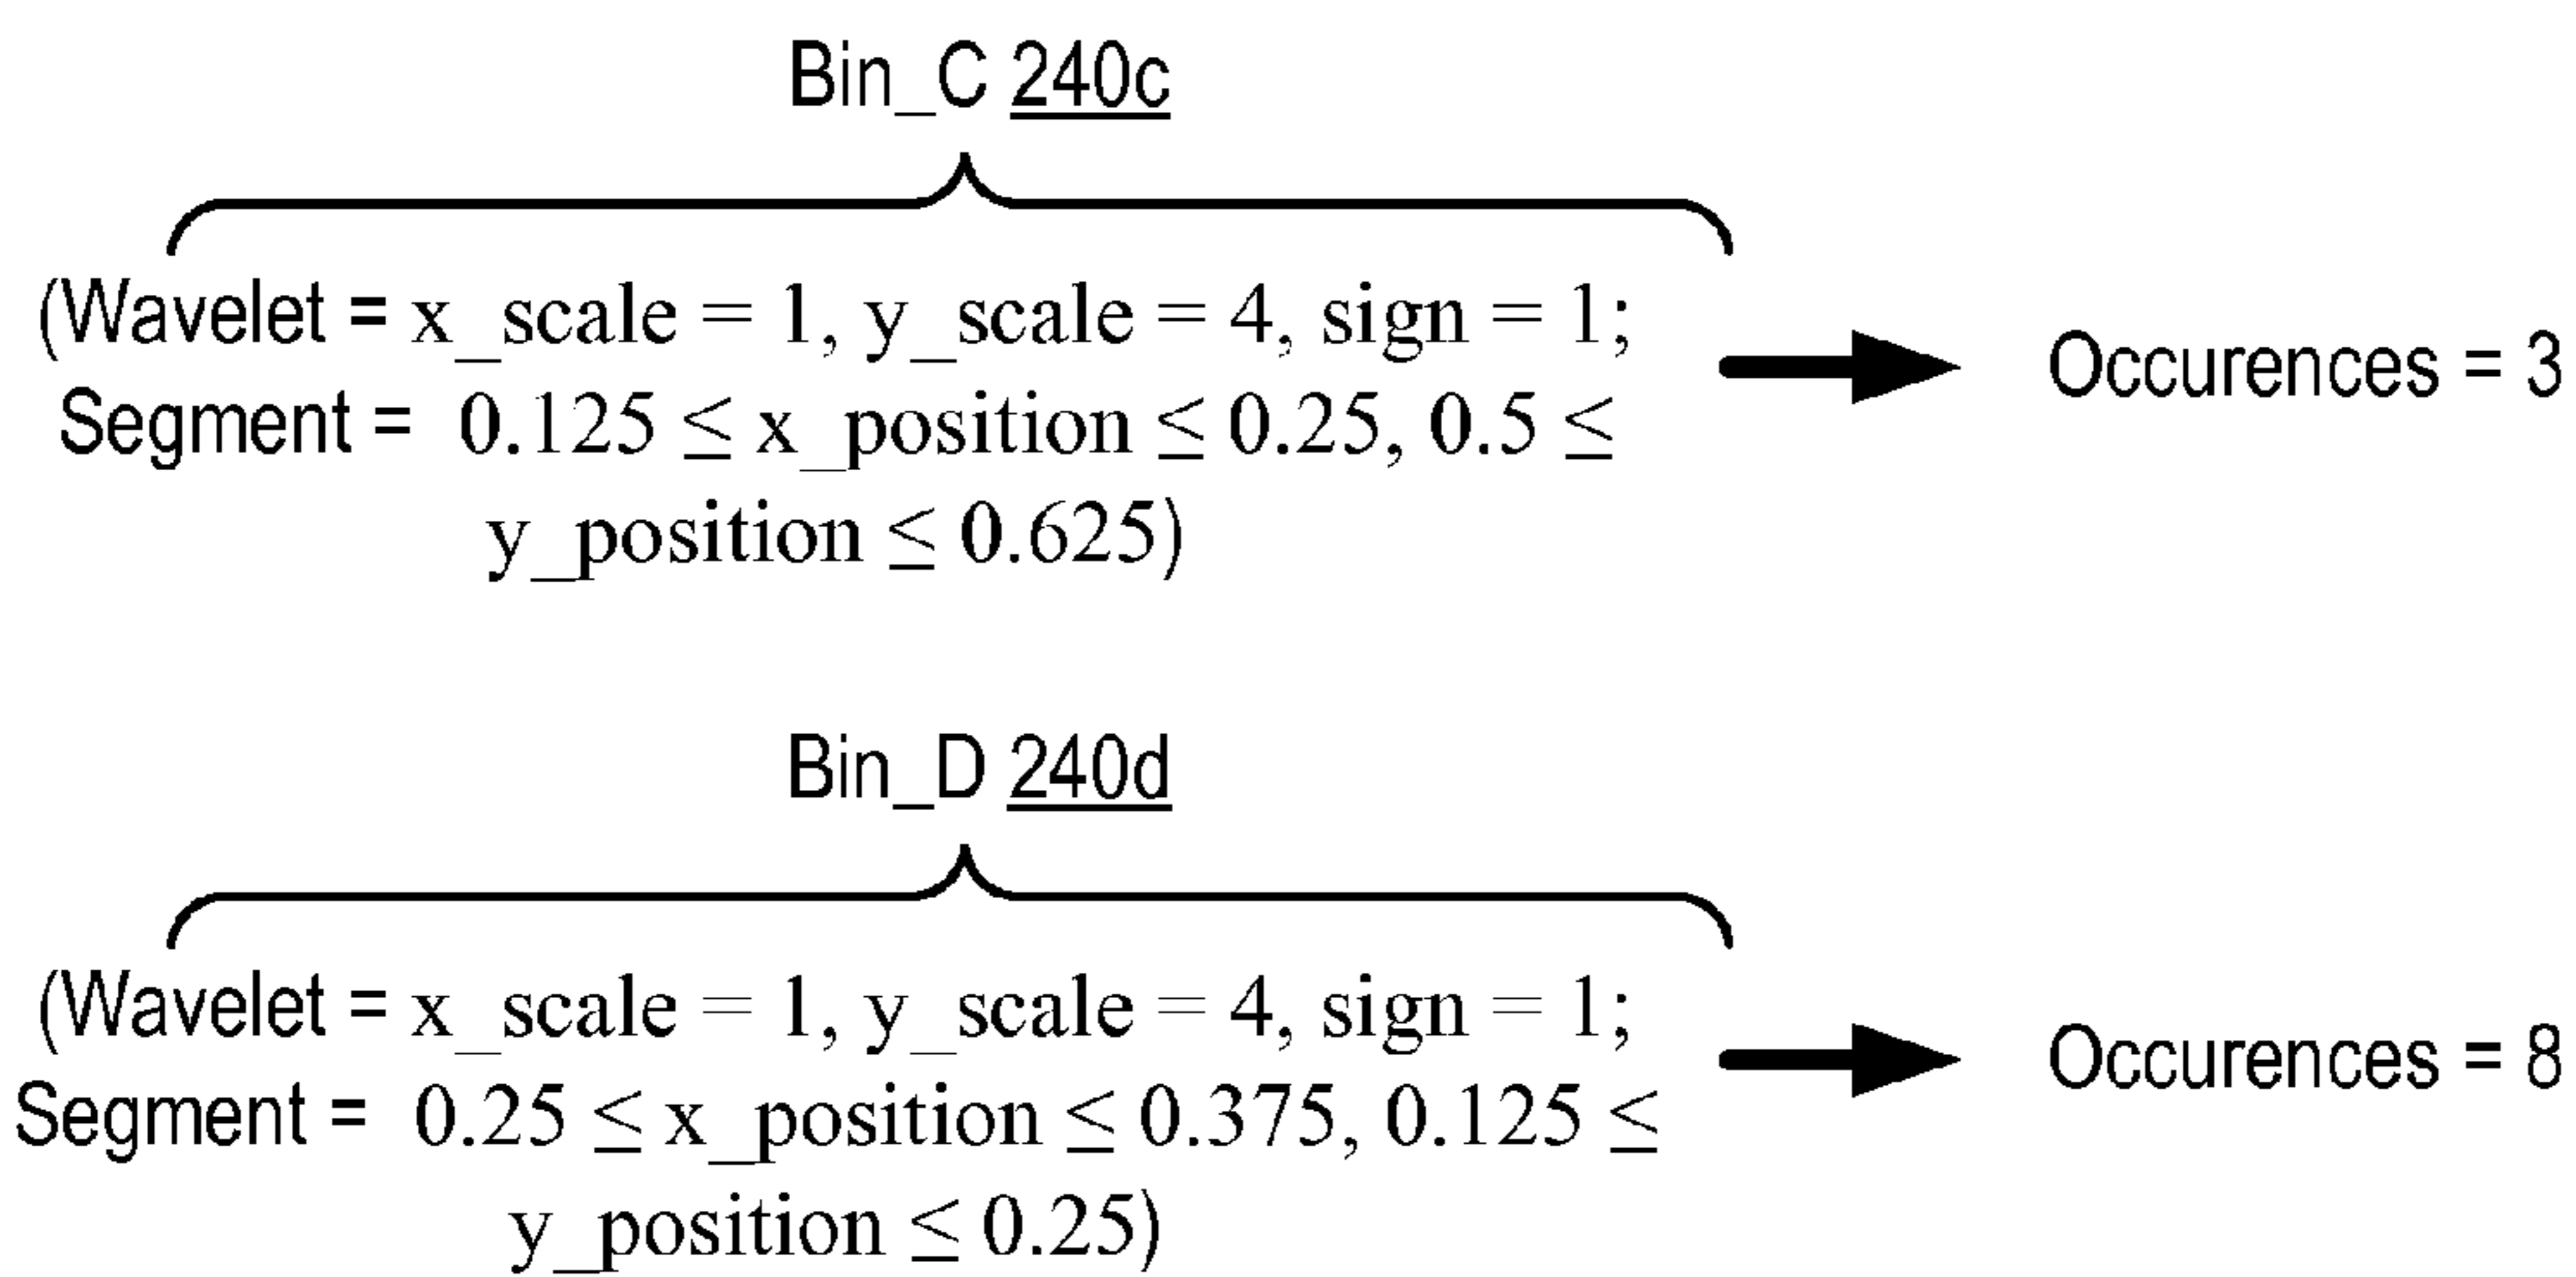 Bin_C 240c
(Wavelet = x_scale = 1, y_scale = 4, sign = 1;
Segment = 0.125 ≤ x_position ≤ 0.25, 0.5 ≤
y_position ≤ 0.625)
Occurences = 3
Bin_D 240d
(Wavelet = x_scale = 1, y_scale = 4, sign = 1;
Segment = 0.25 ≤ x_position ≤ 0.375, 0.125 ≤
y_position ≤ 0.25)
Occurences = 8